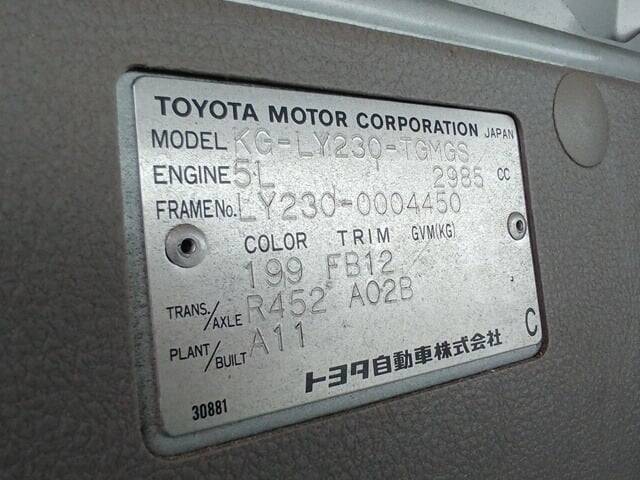 TOYOTA MOTOR CORPORATION JAPAN
MODEL KG-LY230-TGMGS
ENGINE 5L 2985 CC
FRAME No. LY230-0004450
COLOR TRIM GVM(KG)
199 FB12
TRANS./AXLE R452 A02B
PLANT/BUILT A11
C
トヨタ自動車株式会社
30881